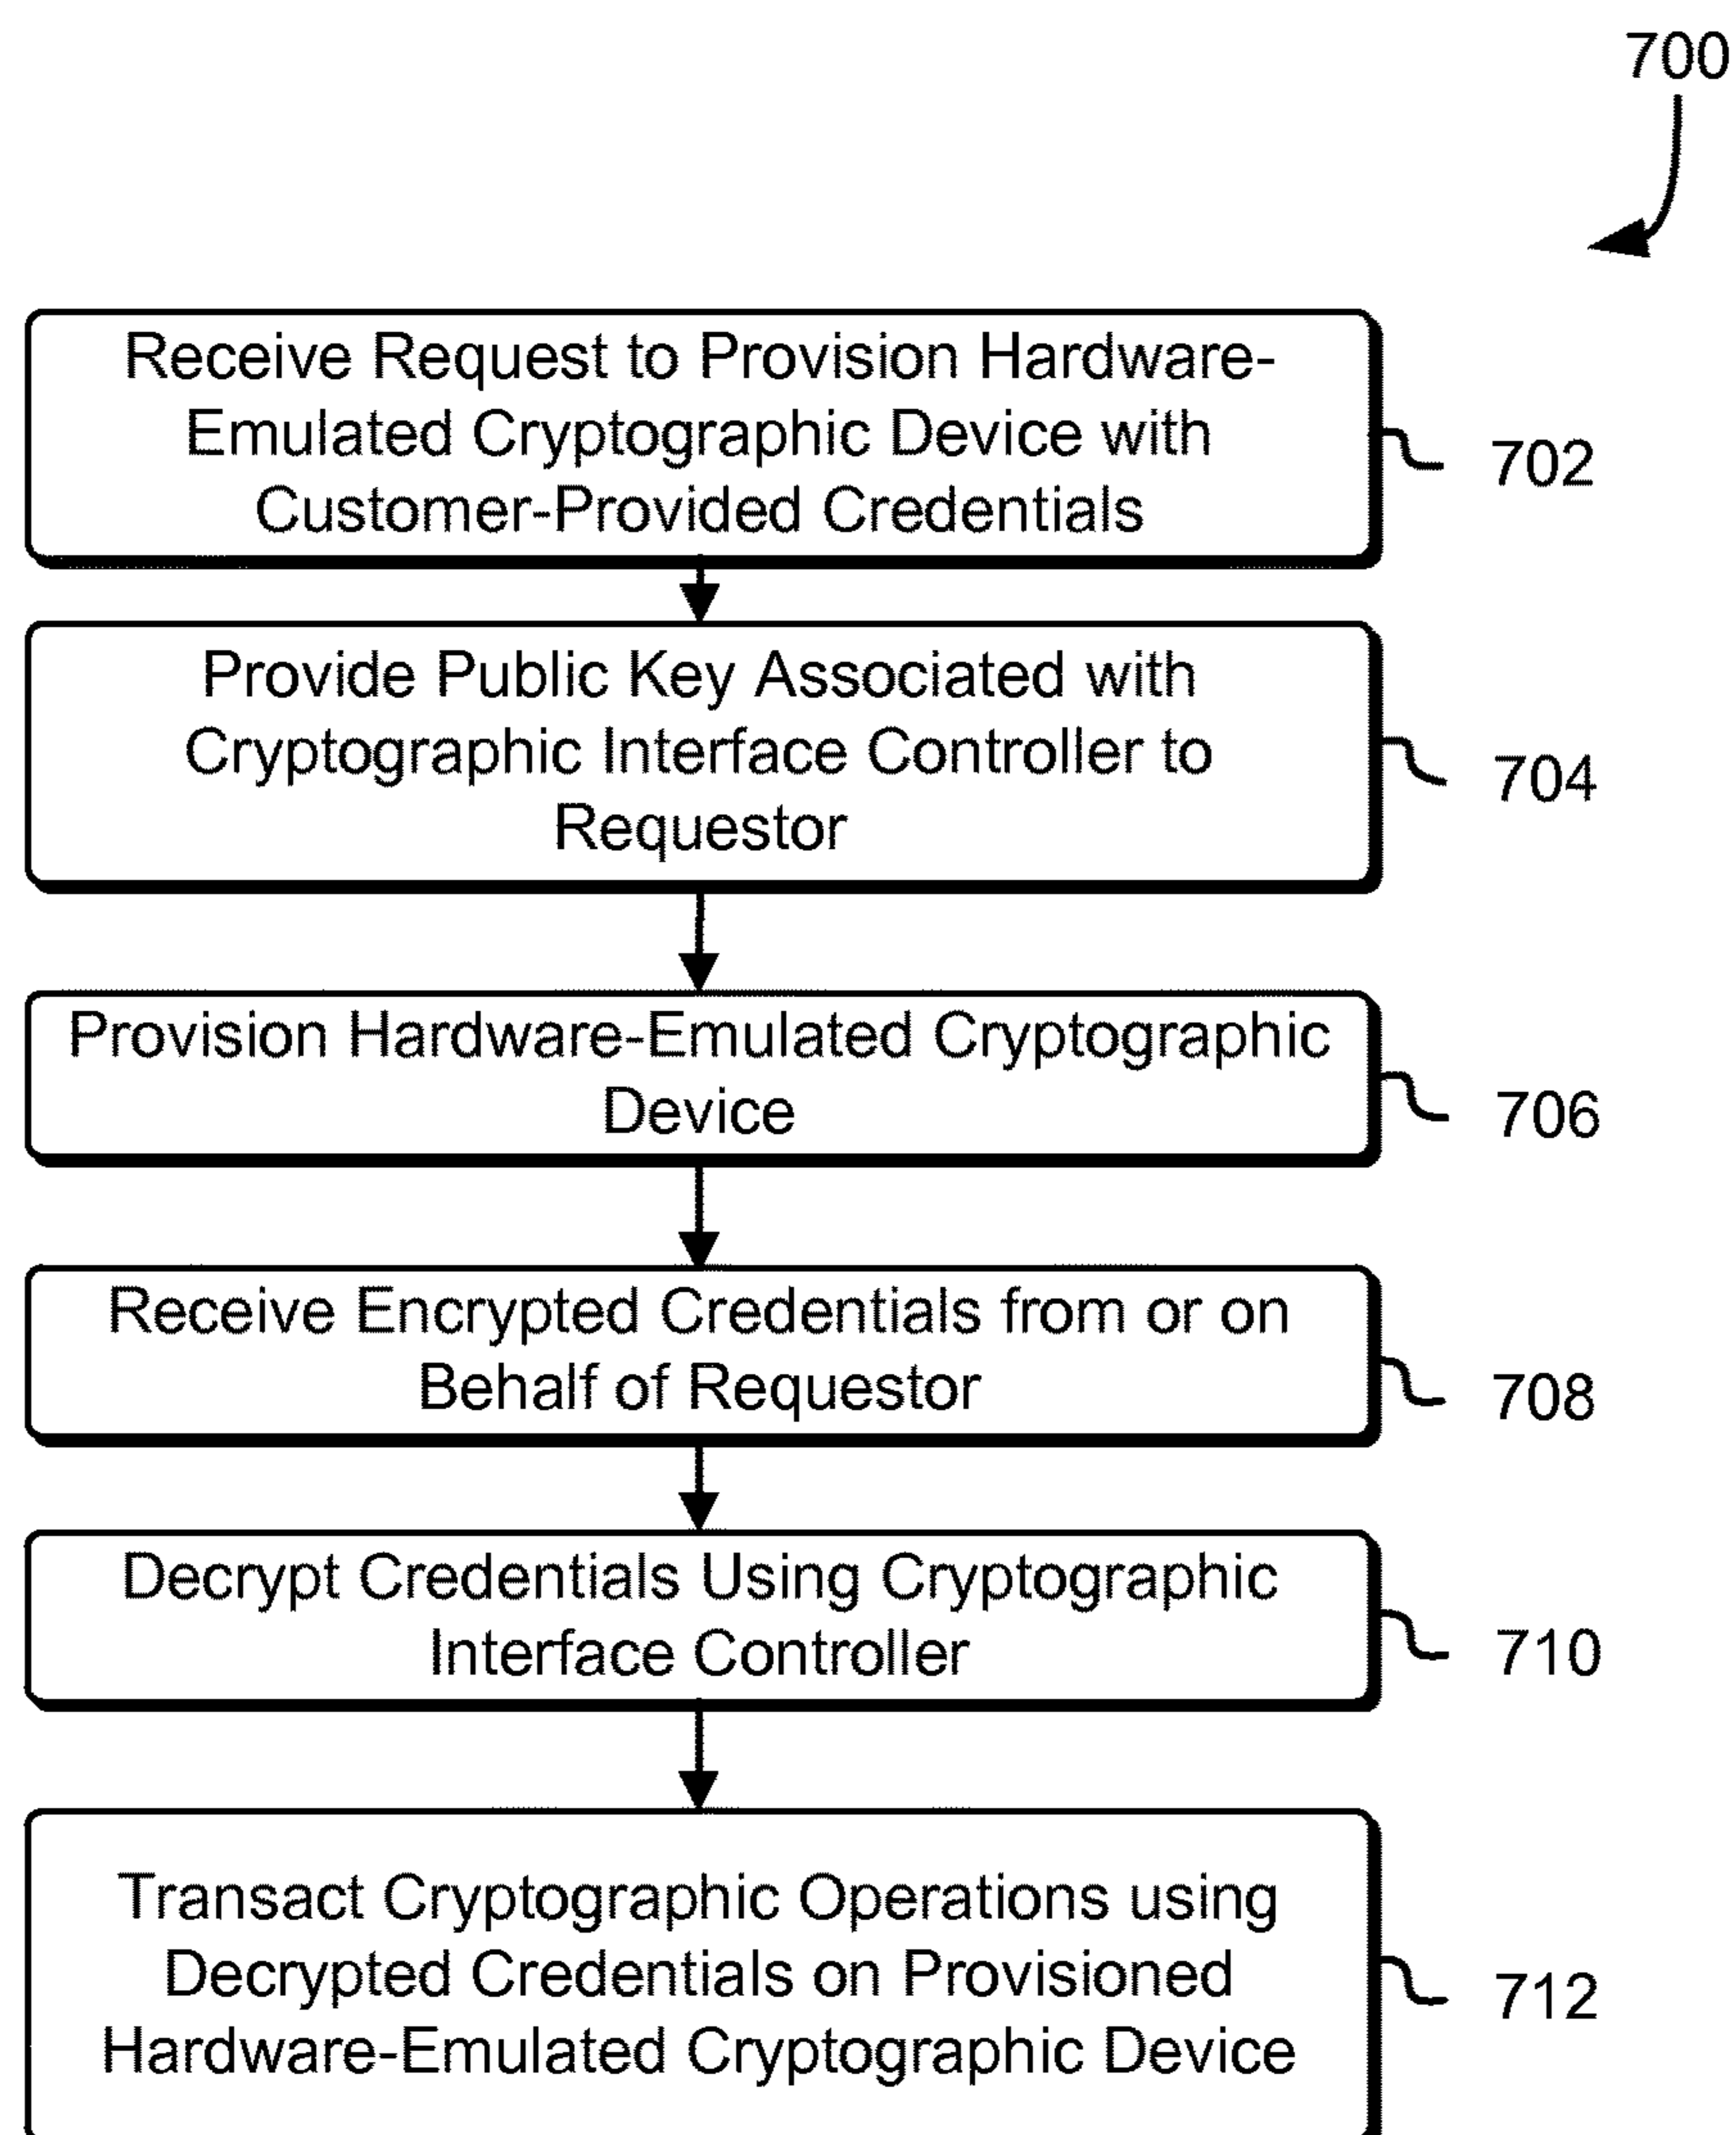 700
Receive Request to Provision Hardware-
Emulated Cryptographic Device with
Customer-Provided Credentials
702
Provide Public Key Associated with
Cryptographic Interface Controller to
Requestor
704
Provision Hardware-Emulated Cryptographic
Device
706
Receive Encrypted Credentials from or on
Behalf of Requestor
708
Decrypt Credentials Using Cryptographic
Interface Controller
710
Transact Cryptographic Operations using
Decrypted Credentials on Provisioned
Hardware-Emulated Cryptographic Device
712